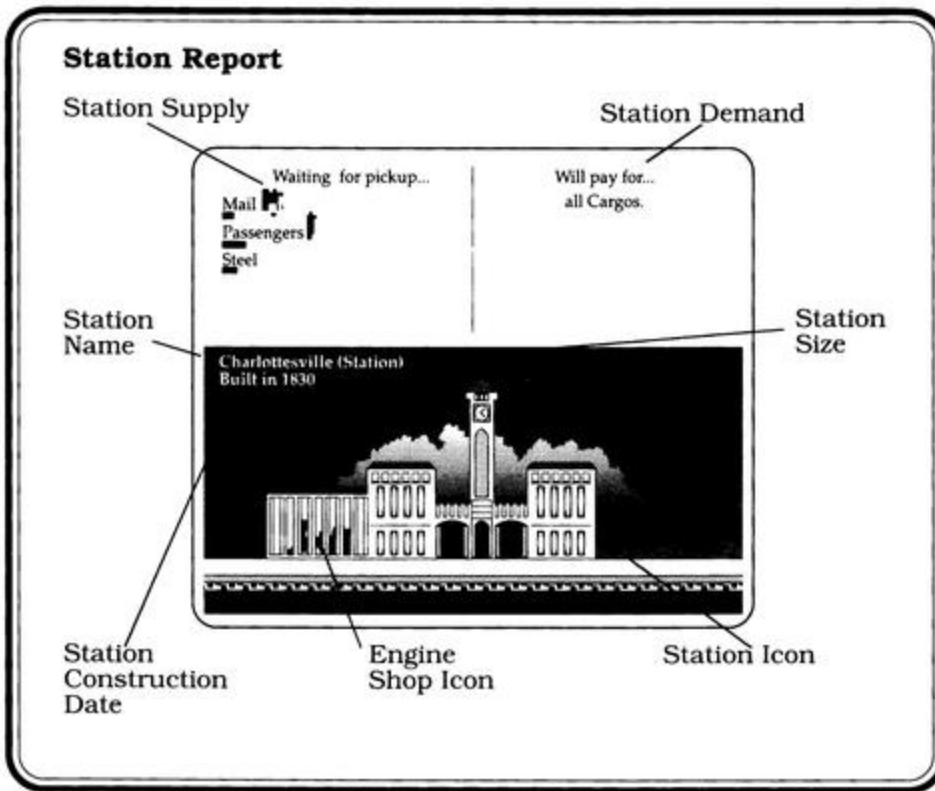 Station Report
Station Supply
Station Demand
Waiting for pickup...
Mail
Passengers
Steel
Will pay for...
all Cargos.
Station
Name
Station
Size
Charlottesville (Station)
Built in 1830
Station
Construction
Date
Engine
Shop Icon
Station Icon